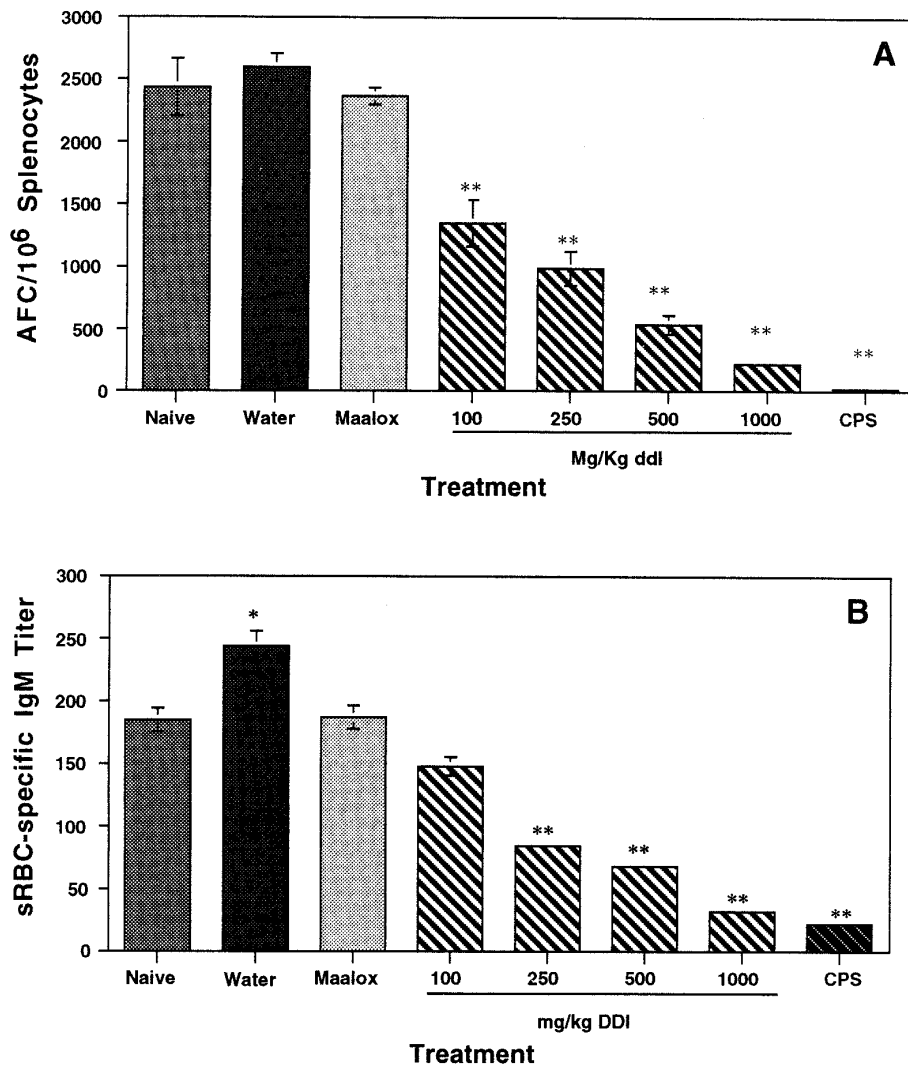 A
AFC/10⁶ Splenocytes
3000
2500
2000
1500
1000
500
0
**
**
**
**
**
Naive Water Maalox 100 250 500 1000 CPS
Mg/Kg ddI
Treatment
B
sRBC-specific IgM Titer
300
250
200
150
100
50
0
*
**
**
**
**
Naive Water Maalox 100 250 500 1000 CPS
mg/kg DDI
Treatment